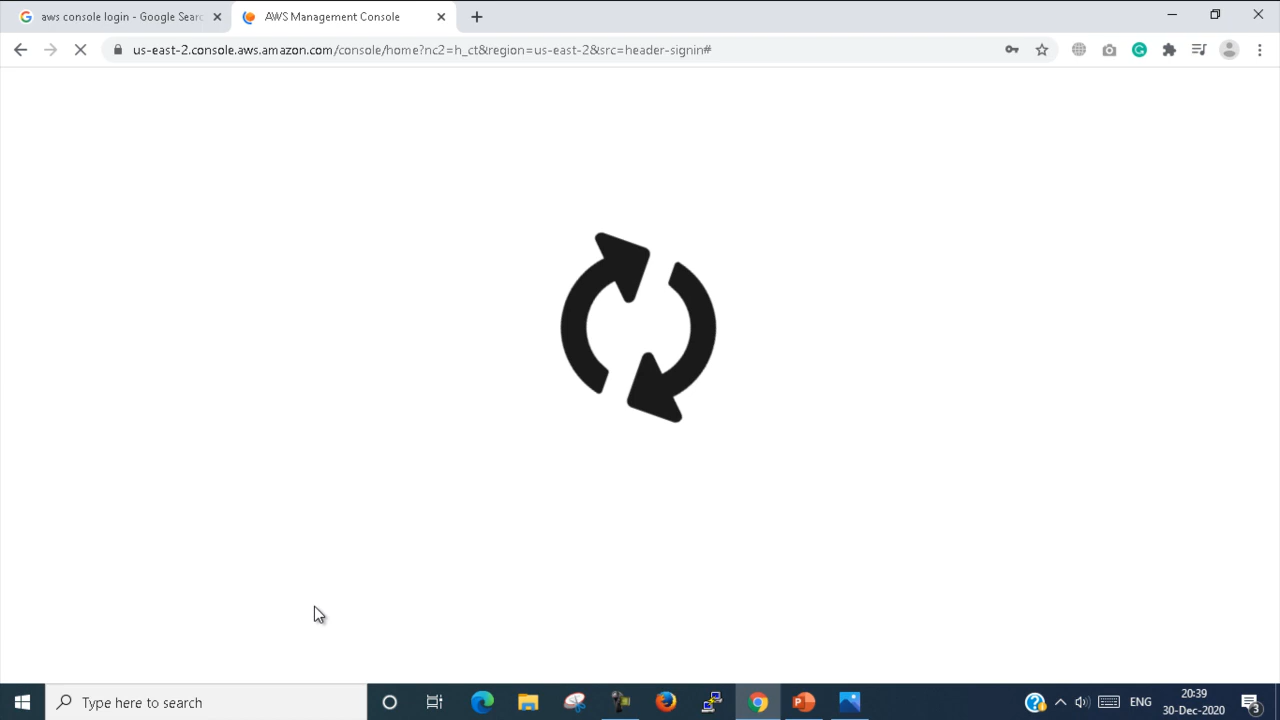 aws console login - Google Searc
AWS Management Console
us-east-2.console.aws.amazon.com/console/home?nc2=h_ct&region=us-east-2&src=header-signin#
Type here to search
ENG
20:39
30-Dec-2020
3